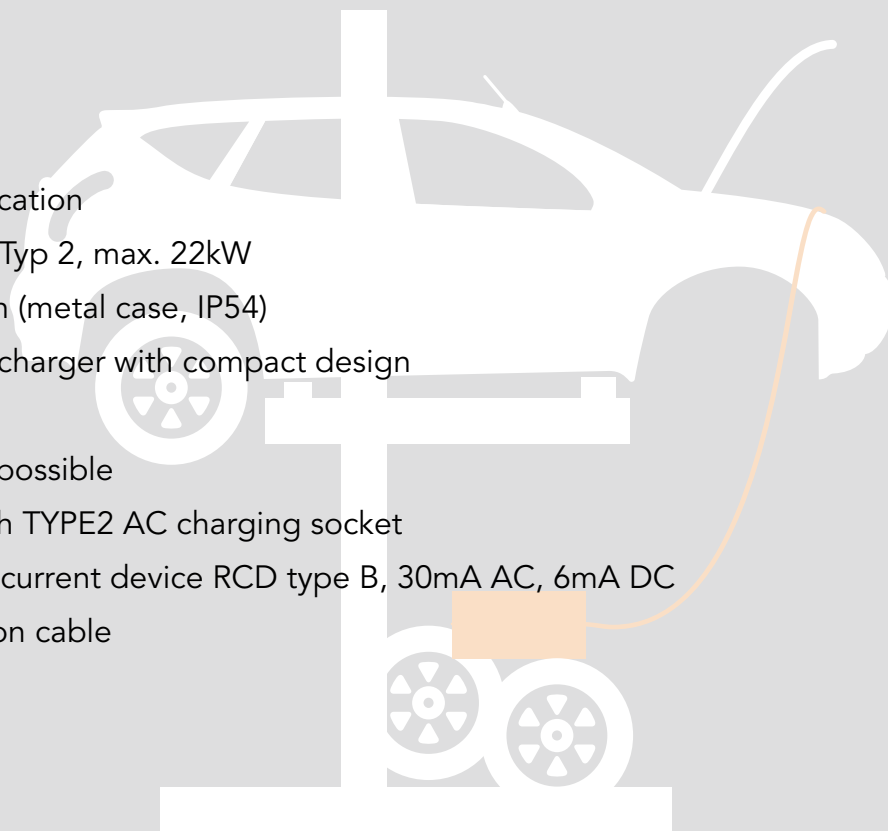 cation
Typ 2, max. 22kW
n (metal case, IP54)
charger with compact design
possible
h TYPE2 AC charging socket
current device RCD type B, 30mA AC, 6mA DC
on cable